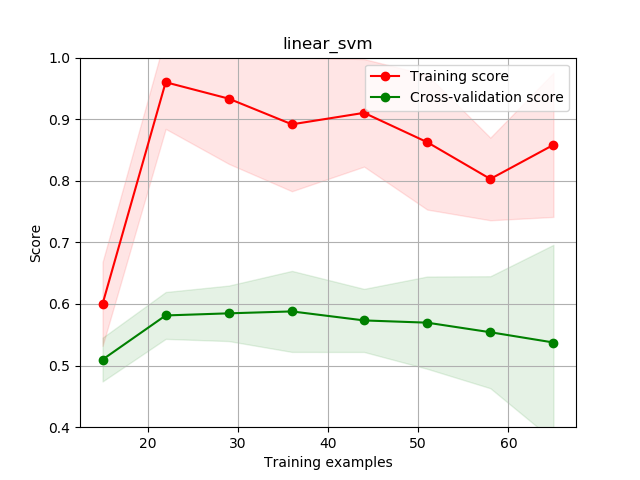 linear_svm
Training score
Cross-validation score
1.0
0.9
0.8
0.7
0.6
0.5
0.4
Score
20 30 40 50 60
Training examples